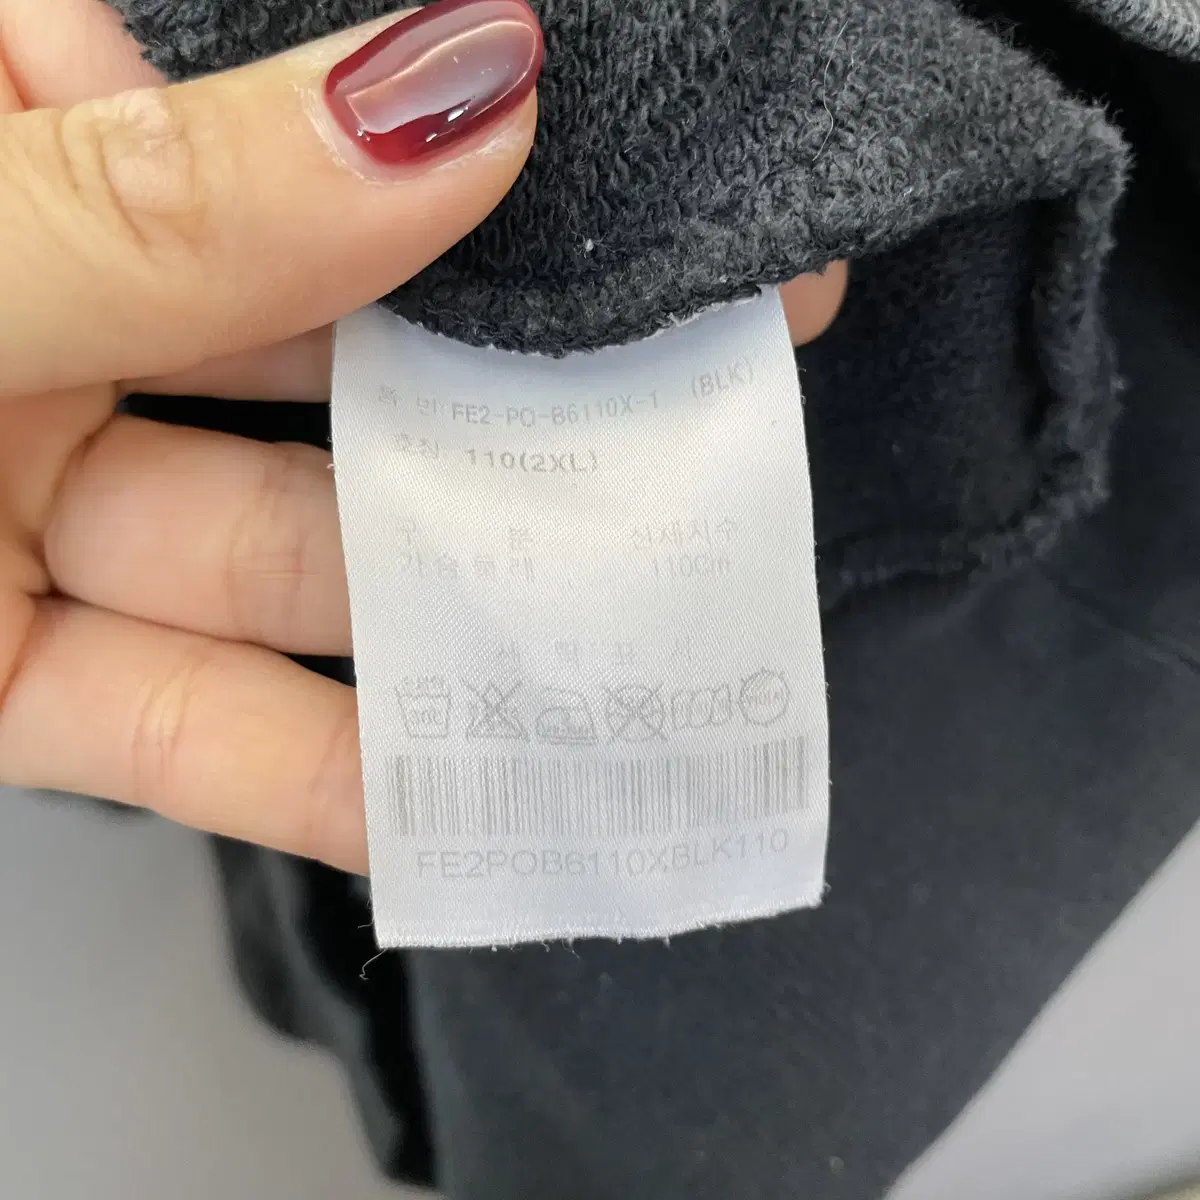 품 번 FE2-PO-B6110X-1 (BLK)
호칭 110(2XL)
구 분 신체치수
가슴둘레 110cm
세 탁 표 시
FE2POB6110XBLK110